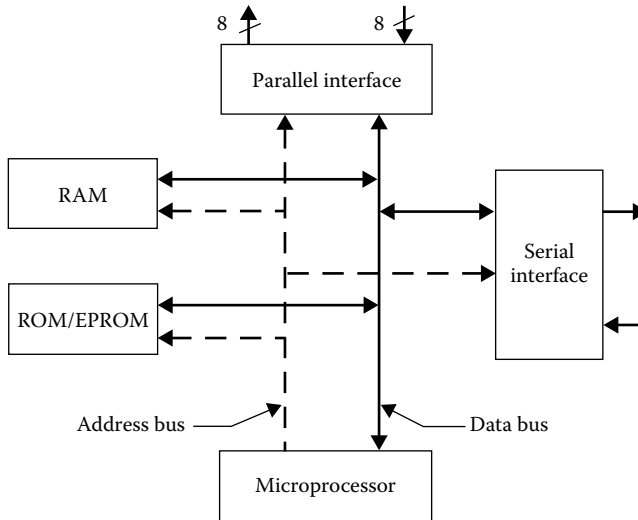 8
8
Parallel interface
RAM
Serial
interface
ROM/EPROM
Address bus
Data bus
Microprocessor